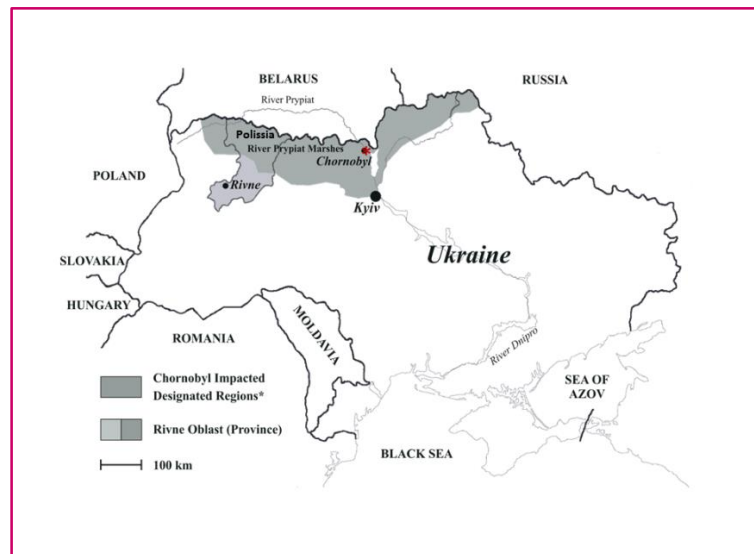 BELARUS
RUSSIA
River Prypiat
Polissia
River Prypiat Marshes
Chornobyl
POLAND
Rivne
Kyiv
Ukraine
SLOVAKIA
HUNGARY
MOLDAVIA
ROMANIA
River Dnipro
Chornobyl Impacted
Designated Regions*
SEA OF
AZOV
Rivne Oblast (Province)
BLACK SEA
100 km